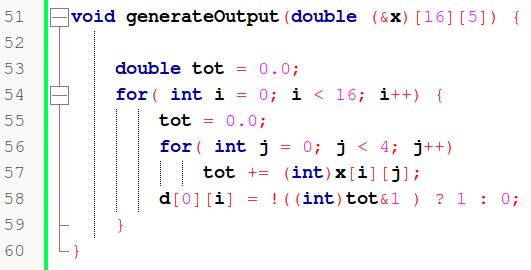 51 void generateOutput(double (&x)[16][5]) {
52
53 double tot = 0.0;
54 for( int i = 0; i < 16; i++) {
55 tot = 0.0;
56 for( int j = 0; j < 4; j++)
57 tot += (int)x[i][j];
58 d[0][i] = !((int)tot&1 ) ? 1 : 0;
59 }
60 }